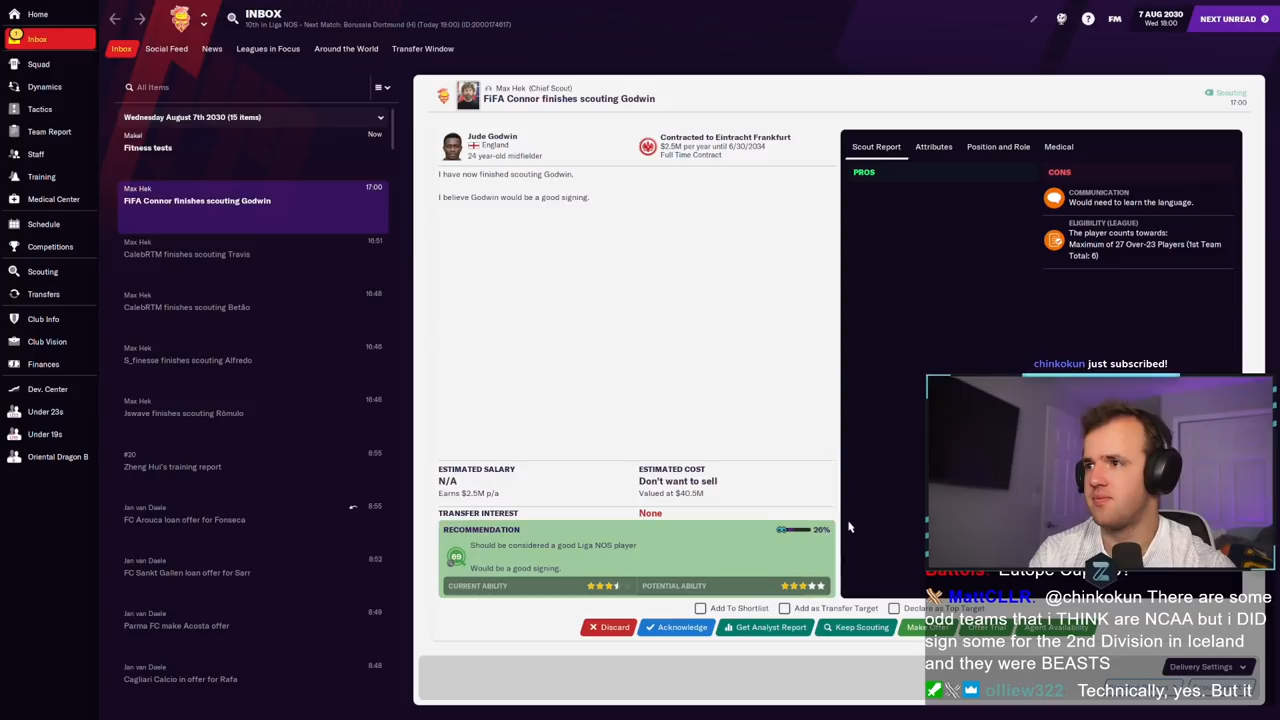 Home
Inbox
Squad
Dynamics
Tactics
Team Report
Staff
Training
Medical Center
Schedule
Competitions
Scouting
Transfers
Club Info
Club Vision
Finances
Dev. Center
Under 23s
Under 19s
Oriental Dragon B
INBOX
10th in Liga NOS - Next Match: Borussia Dortmund (H) (Today 19:00) (ID:2000174617)
FM
7 AUG 2030
Wed 18:00
NEXT UNREAD
Inbox
Social Feed
News
Leagues in Focus
Around the World
Transfer Window
All Items
Wednesday August 7th 2030 (15 items)
Makel
Now
Fitness tests
Max Hek
17:00
FiFA Connor finishes scouting Godwin
Max Hek
16:51
CalebRTM finishes scouting Travis
Max Hek
16:48
CalebRTM finishes scouting Betão
Max Hek
16:46
S_finesse finishes scouting Alfredo
Max Hek
16:46
Jswave finishes scouting Rômulo
#20
8:55
Zheng Hui's training report
Jan van Daele
8:55
FC Arouca loan offer for Fonseca
Jan van Daele
8:52
FC Sankt Gallen loan offer for Sarr
Jan van Daele
8:49
Parma FC make Acosta offer
Jan van Daele
8:48
Cagliari Calcio in offer for Rafa
Max Hek (Chief Scout)
FiFA Connor finishes scouting Godwin
Scouting
17:00
Jude Godwin
England
24 year-old midfielder
Contracted to Eintracht Frankfurt
$2.5M per year until 6/30/2034
Full Time Contract
I have now finished scouting Godwin.
I believe Godwin would be a good signing.
ESTIMATED SALARY
N/A
Earns $2.5M p/a
ESTIMATED COST
Don't want to sell
Valued at $40.5M
TRANSFER INTEREST
None
RECOMMENDATION
26%
69
Should be considered a good Liga NOS player
Would be a good signing.
CURRENT ABILITY
POTENTIAL ABILITY
Add To Shortlist
Add as Transfer Target
Declare as Top Target
Discard
Acknowledge
Get Analyst Report
Keep Scouting
Make Offer
Offer Trial
Agent Availability
Delivery Settings
Scout Report
Attributes
Position and Role
Medical
PROS
CONS
COMMUNICATION
Would need to learn the language.
ELIGIBILITY (LEAGUE)
The player counts towards:
Maximum of 27 Over-23 Players (1st Team
Total: 6)
chinkokun just subscribed!
MattCLLR: @chinkokun There are some
odd teams that i THINK are NCAA but i DID
sign some for the 2nd Division in Iceland
and they were BEASTS
olliew322: Technically, yes. But it